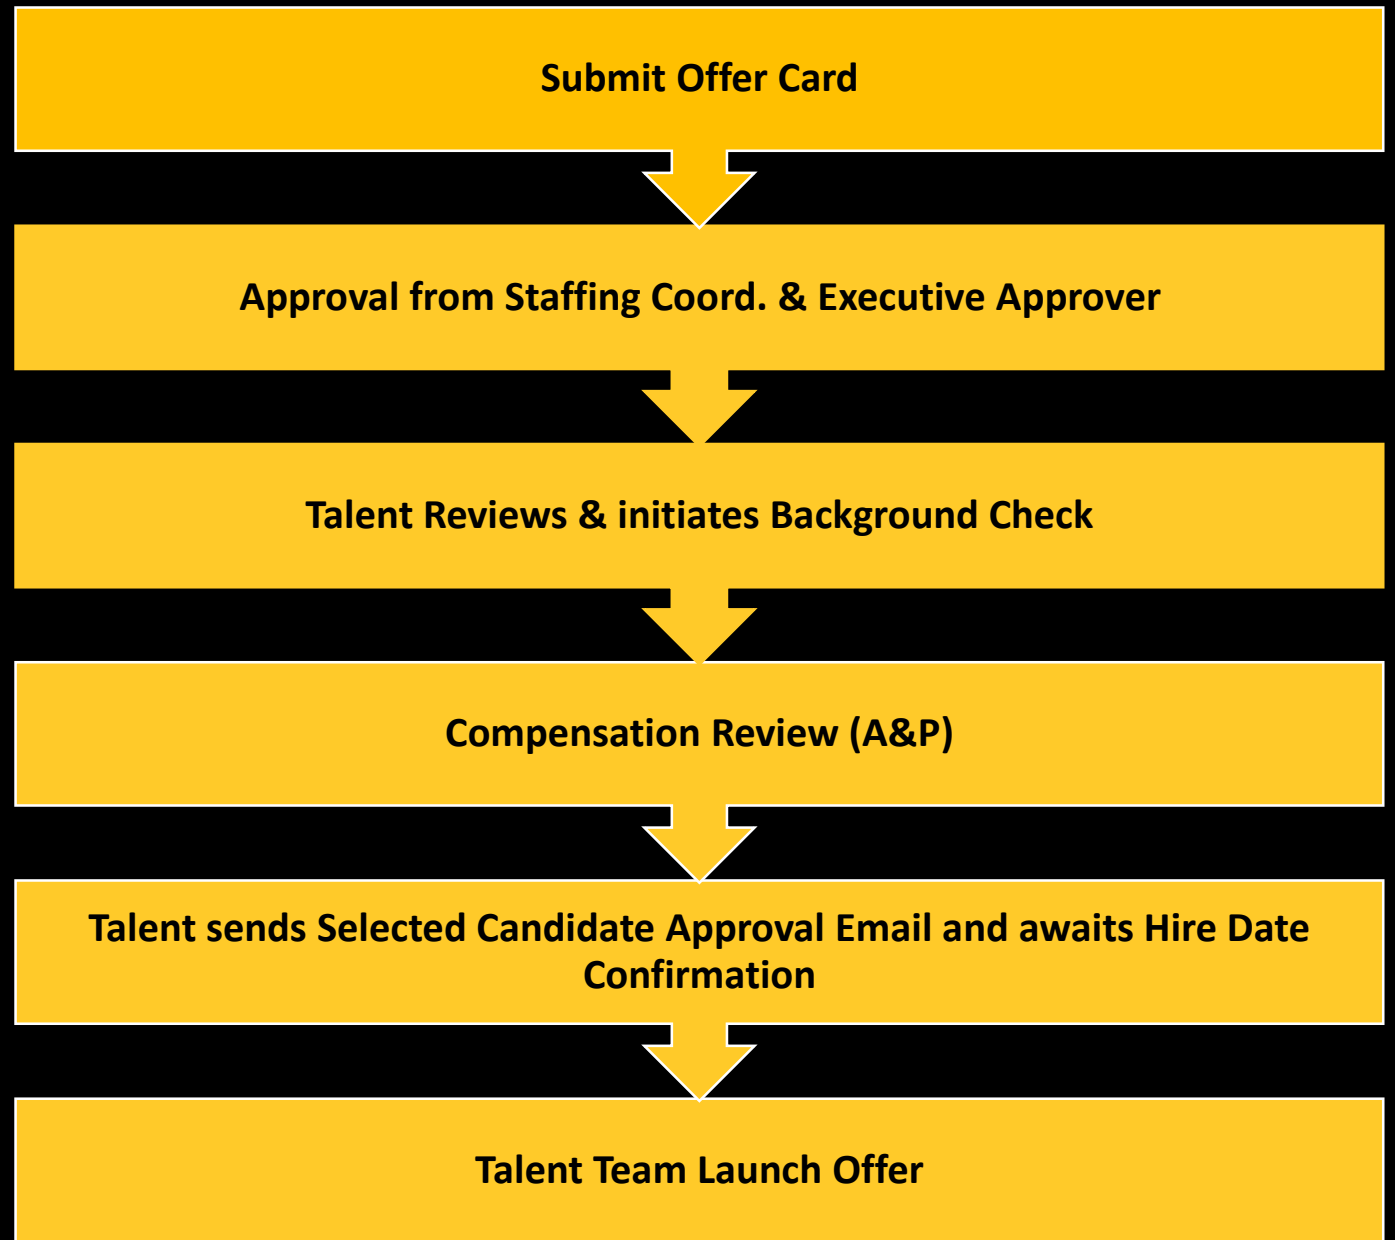 Submit Offer Card
Approval from Staffing Coord. & Executive Approver
Talent Reviews & initiates Background Check
Compensation Review (A&P)
Talent sends Selected Candidate Approval Email and awaits Hire Date
Confirmation
Talent Team Launch Offer